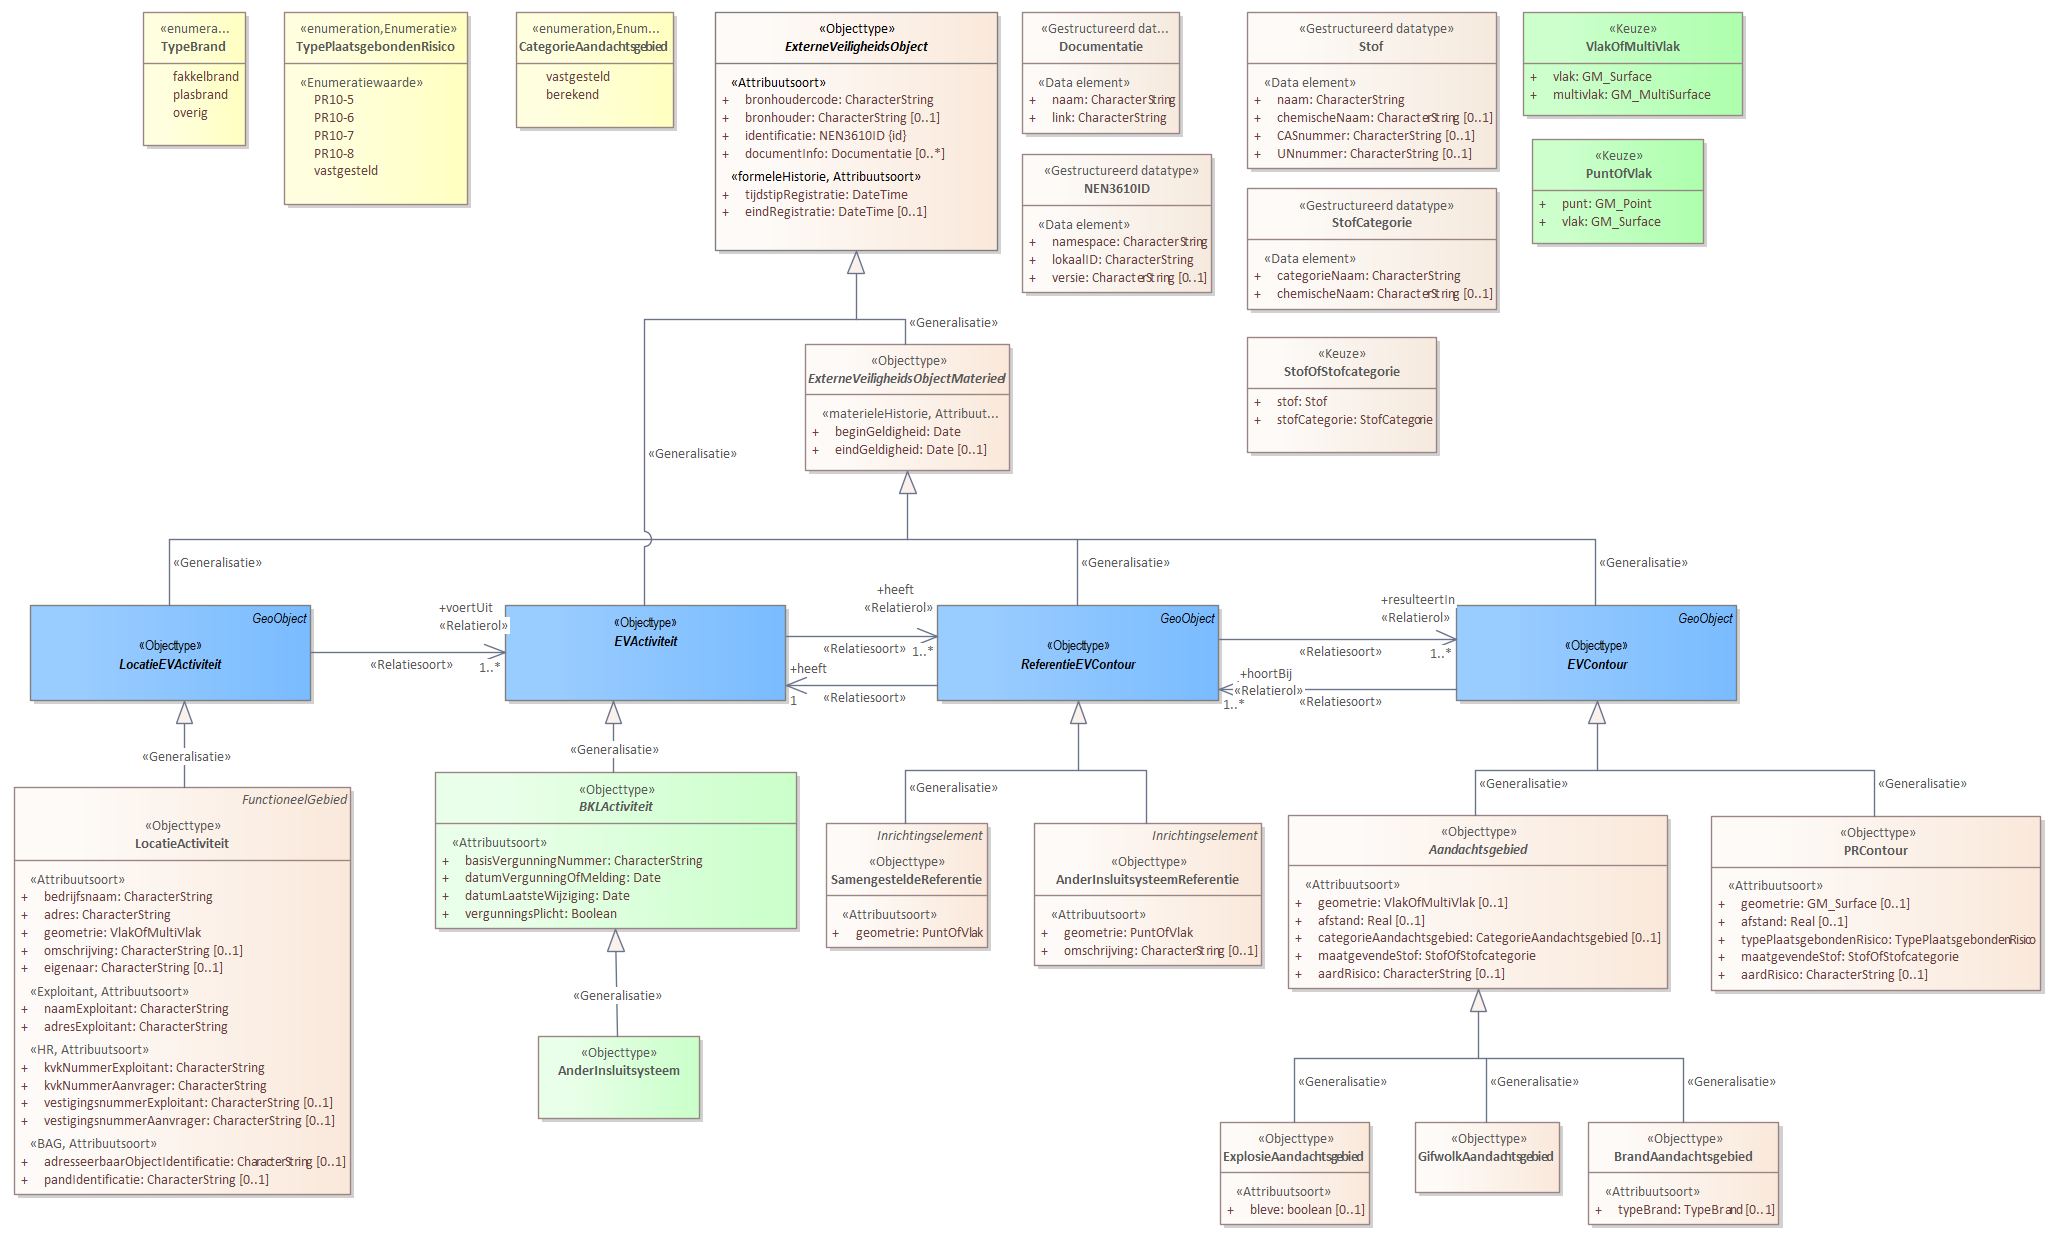 «enumera...
TypeBrand
fakkelbrand
plasbrand
overig
«enumeration,Enumeratie»
TypePlaatsgebondenRisico
«Enumeratiewaarde»
PR10-5
PR10-6
PR10-7
PR10-8
vastgesteld
«enumeration,Enum...
CategorieAandachtsgebied
vastgesteld
berekend
«Objecttype»
ExterneVeiligheidsObject
«Attribuutsoort»
+ bronhoudercode: CharacterString
+ bronhouder: CharacterString [0..1]
+ identificatie: NEN3610ID {id}
+ documentInfo: Documentatie [0..*]
«formeleHistorie, Attribuutsoort»
+ tijdstipRegistratie: DateTime
+ eindRegistratie: DateTime [0..1]
«Gestructureerd dat...
Documentatie
«Data element»
+ naam: CharacterString
+ link: CharacterString
«Gestructureerd datatype»
NEN3610ID
«Data element»
+ namespace: CharacterString
+ lokaalID: CharacterString
+ versie: CharacterString [0..1]
«Gestructureerd datatype»
Stof
«Data element»
+ naam: CharacterString
+ chemischeNaam: CharacterString [0..1]
+ CASnummer: CharacterString [0..1]
+ UNnummer: CharacterString [0..1]
«Gestructureerd datatype»
StofCategorie
«Data element»
+ categorieNaam: CharacterString
+ chemischeNaam: CharacterString [0..1]
«Keuze»
StofOfStofcategorie
+ stof: Stof
+ stofCategorie: StofCategorie
«Keuze»
VlakOfMultiVlak
+ vlak: GM_Surface
+ multivlak: GM_MultiSurface
«Keuze»
PuntOfVlak
+ punt: GM_Point
+ vlak: GM_Surface
«Generalisatie»
«Objecttype»
ExterneVeiligheidsObjectMaterieel
«materieleHistorie, Attribuut...
+ beginGeldigheid: Date
+ eindGeldigheid: Date [0..1]
«Generalisatie»
«Generalisatie»
«Generalisatie»
«Generalisatie»
GeoObject
«Objecttype»
LocatieEVActiviteit
+voertUit
«Relatierol»
1..*
«Relatiesoort»
«Objecttype»
EVActiviteit
+heeft
«Relatierol»
«Relatiesoort»
1..*
+heeft
1
«Relatiesoort»
GeoObject
«Objecttype»
ReferentieEVContour
+resulteertIn
«Relatierol»
«Relatiesoort»
1..*
+hoortBij
«Relatierol»
1..*
«Relatiesoort»
GeoObject
«Objecttype»
EVContour
«Generalisatie»
FunctioneelGebied
«Objecttype»
LocatieActiviteit
«Attribuutsoort»
+ bedrijfsnaam: CharacterString
+ adres: CharacterString
+ geometrie: VlakOfMultiVlak
+ omschrijving: CharacterString [0..1]
+ eigenaar: CharacterString [0..1]
«Exploitant, Attribuutsoort»
+ naamExploitant: CharacterString
+ adresExploitant: CharacterString
«HR, Attribuutsoort»
+ kvkNummerExploitant: CharacterString
+ kvkNummerAanvrager: CharacterString
+ vestigingsnummerExploitant: CharacterString [0..1]
+ vestigingsnummerAanvrager: CharacterString [0..1]
«BAG, Attribuutsoort»
+ adresseerbaarObjectIdentificatie: CharacterString [0..1]
+ pandIdentificatie: CharacterString [0..1]
«Generalisatie»
«Objecttype»
BKLActiviteit
«Attribuutsoort»
+ basisVergunningNummer: CharacterString
+ datumVergunningOfMelding: Date
+ datumLaatsteWijziging: Date
+ vergunningsPlicht: Boolean
«Generalisatie»
«Objecttype»
AnderInsluitsysteem
«Generalisatie»
Inrichtingselement
«Objecttype»
SamengesteldeReferentie
«Attribuutsoort»
+ geometrie: PuntOfVlak
Inrichtingselement
«Objecttype»
AnderInsluitsysteemReferentie
«Attribuutsoort»
+ geometrie: PuntOfVlak
+ omschrijving: CharacterString [0..1]
«Generalisatie»
«Generalisatie»
«Objecttype»
Aandachtsgebied
«Attribuutsoort»
+ geometrie: VlakOfMultiVlak [0..1]
+ afstand: Real [0..1]
+ categorieAandachtsgebied: CategorieAandachtsgebied [0..1]
+ maatgevendeStof: StofOfStofcategorie
+ aardRisico: CharacterString [0..1]
«Objecttype»
PRContour
«Attribuutsoort»
+ geometrie: GM_Surface [0..1]
+ afstand: Real [0..1]
+ typePlaatsgebondenRisico: TypePlaatsgebondenRisico
+ maatgevendeStof: StofOfStofcategorie
+ aardRisico: CharacterString [0..1]
«Generalisatie»
«Generalisatie»
«Generalisatie»
«Objecttype»
ExplosieAandachtsgebied
«Attribuutsoort»
+ bleve: boolean [0..1]
«Objecttype»
GifwolkAandachtsgebied
«Objecttype»
BrandAandachtsgebied
«Attribuutsoort»
+ typeBrand: TypeBrand [0..1]